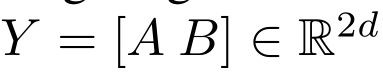 Y = [A B] ∈ ℝ^{2d}